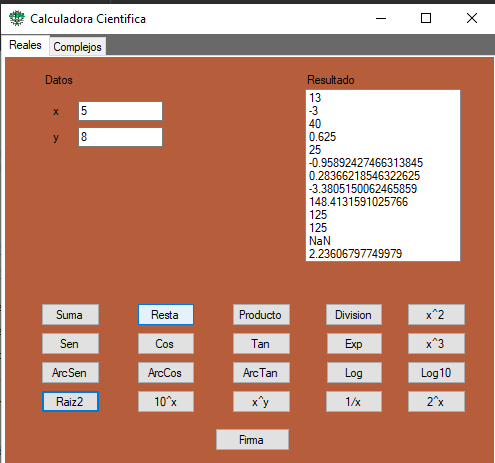 Calculadora Cientifica
Reales Complejos
Datos
x 5
y 8
Resultado
13
-3
40
0.625
25
-0.95892427466313845
0.28366218546322625
-3.3805150062465859
148.4131591025766
125
125
NaN
2.23606797749979
Suma Resta Producto Division x^2
Sen Cos Tan Exp x^3
ArcSen ArcCos ArcTan Log Log10
Raiz2 10^x x^y 1/x 2^x
Firma